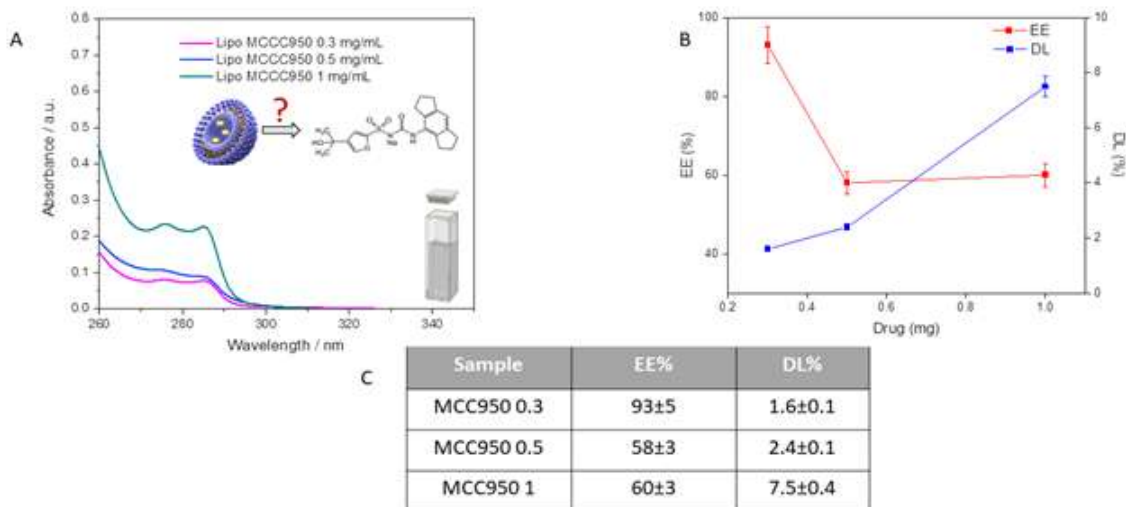 A
Lipo MCCC950 0.3 mg/mL
Lipo MCCC950 0.5 mg/mL
Lipo MCCC950 1 mg/mL
?
Absorbance / a.u.
0.8
0.7
0.6
0.5
0.4
0.3
0.2
0.1
0.0
260 280 300 320 340
Wavelength / nm
B
EE
DL
EE (%)
100
80
60
40
DL (%)
10
8
6
4
2
0
0.2 0.4 0.6 0.8 1.0
Drug (mg)
C
Sample EE% DL%
MCC950 0.3 93±5 1.6±0.1
MCC950 0.5 58±3 2.4±0.1
MCC950 1 60±3 7.5±0.4